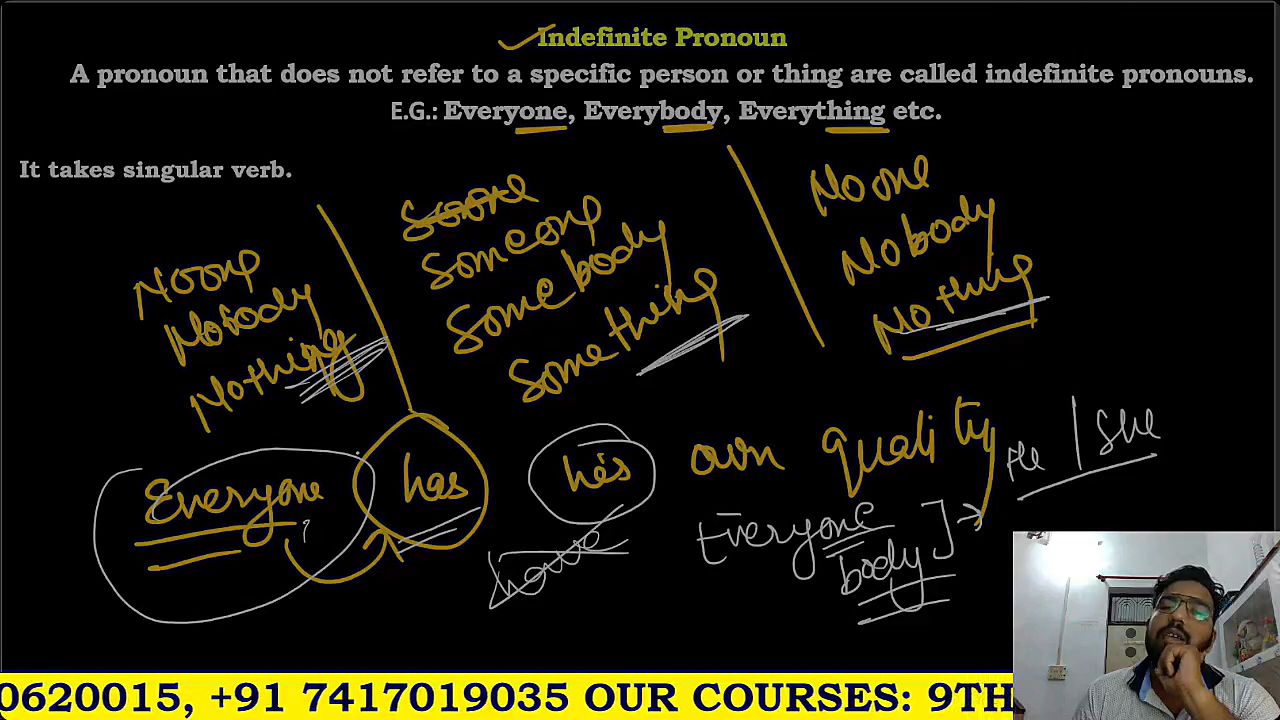 Indefinite Pronoun
A pronoun that does not refer to a specific person or thing are called indefinite pronouns.
E.G.: Everyone, Everybody, Everything etc.
It takes singular verb.
Noone
Nobody
Nothing
Soone
Someone
Somebody
Something
No one
Nobody
Nothing
Everyone has his own quality
He / She
have
[Everyone
body]
0620015, +91 7417019035 OUR COURSES: 9TH